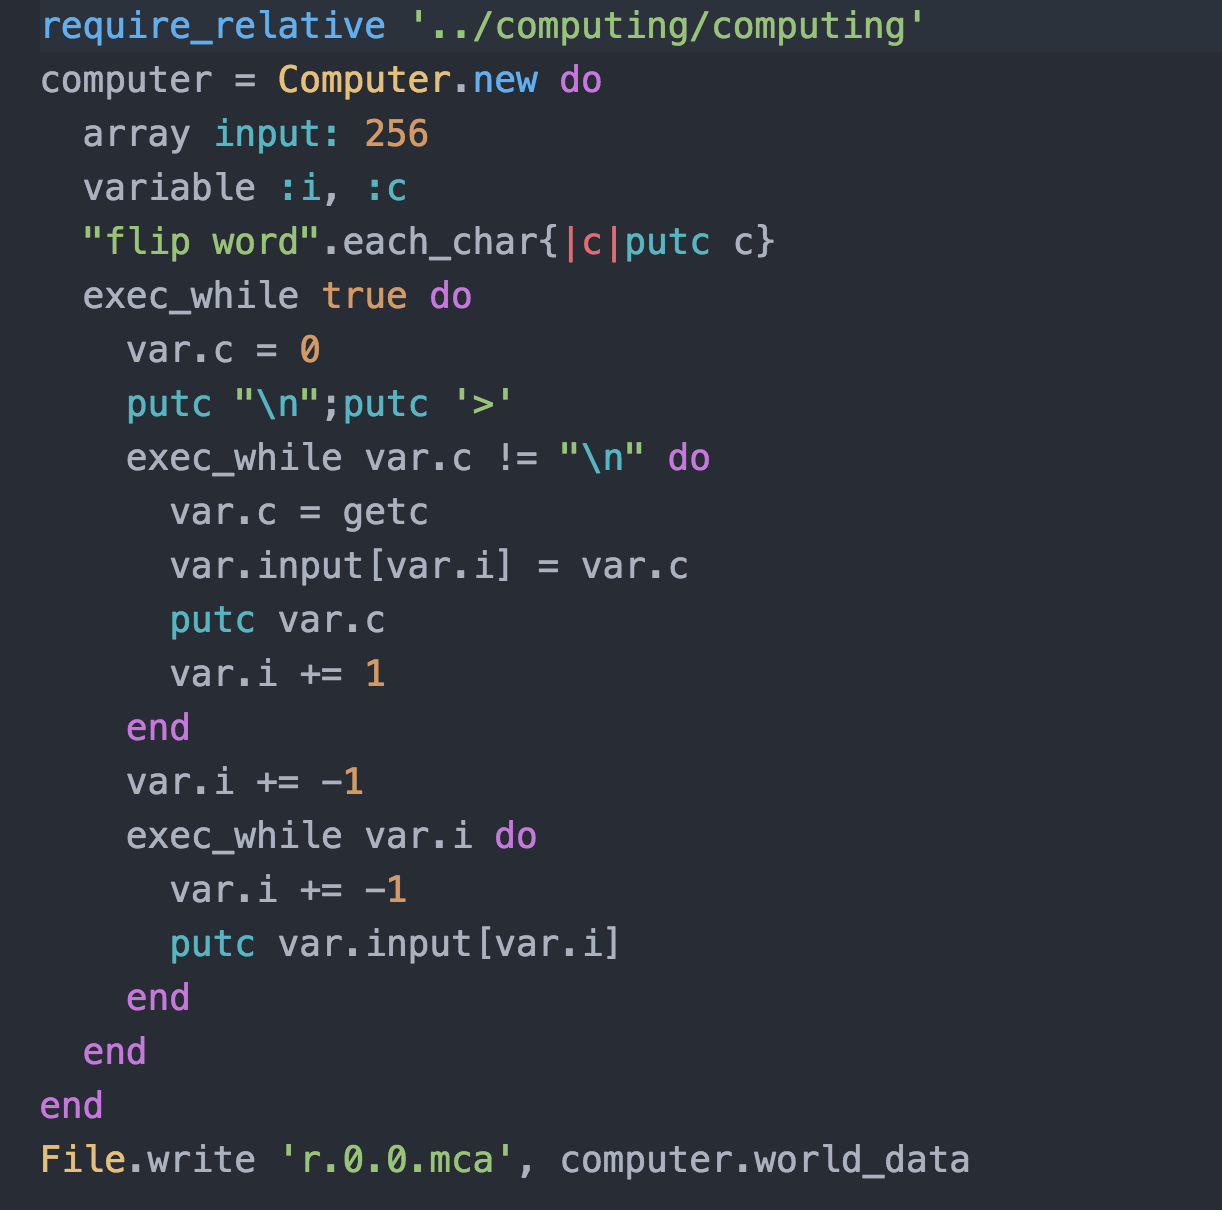 require_relative '../computing/computing'
computer = Computer.new do
  array input: 256
  variable :i, :c
  "flip word".each_char{|c|putc c}
  exec_while true do
    var.c = 0
    putc "\n";putc '>'
    exec_while var.c != "\n" do
      var.c = getc
      var.input[var.i] = var.c
      putc var.c
      var.i += 1
    end
    var.i += -1
    exec_while var.i do
      var.i += -1
      putc var.input[var.i]
    end
  end
end
File.write 'r.0.0.mca', computer.world_data